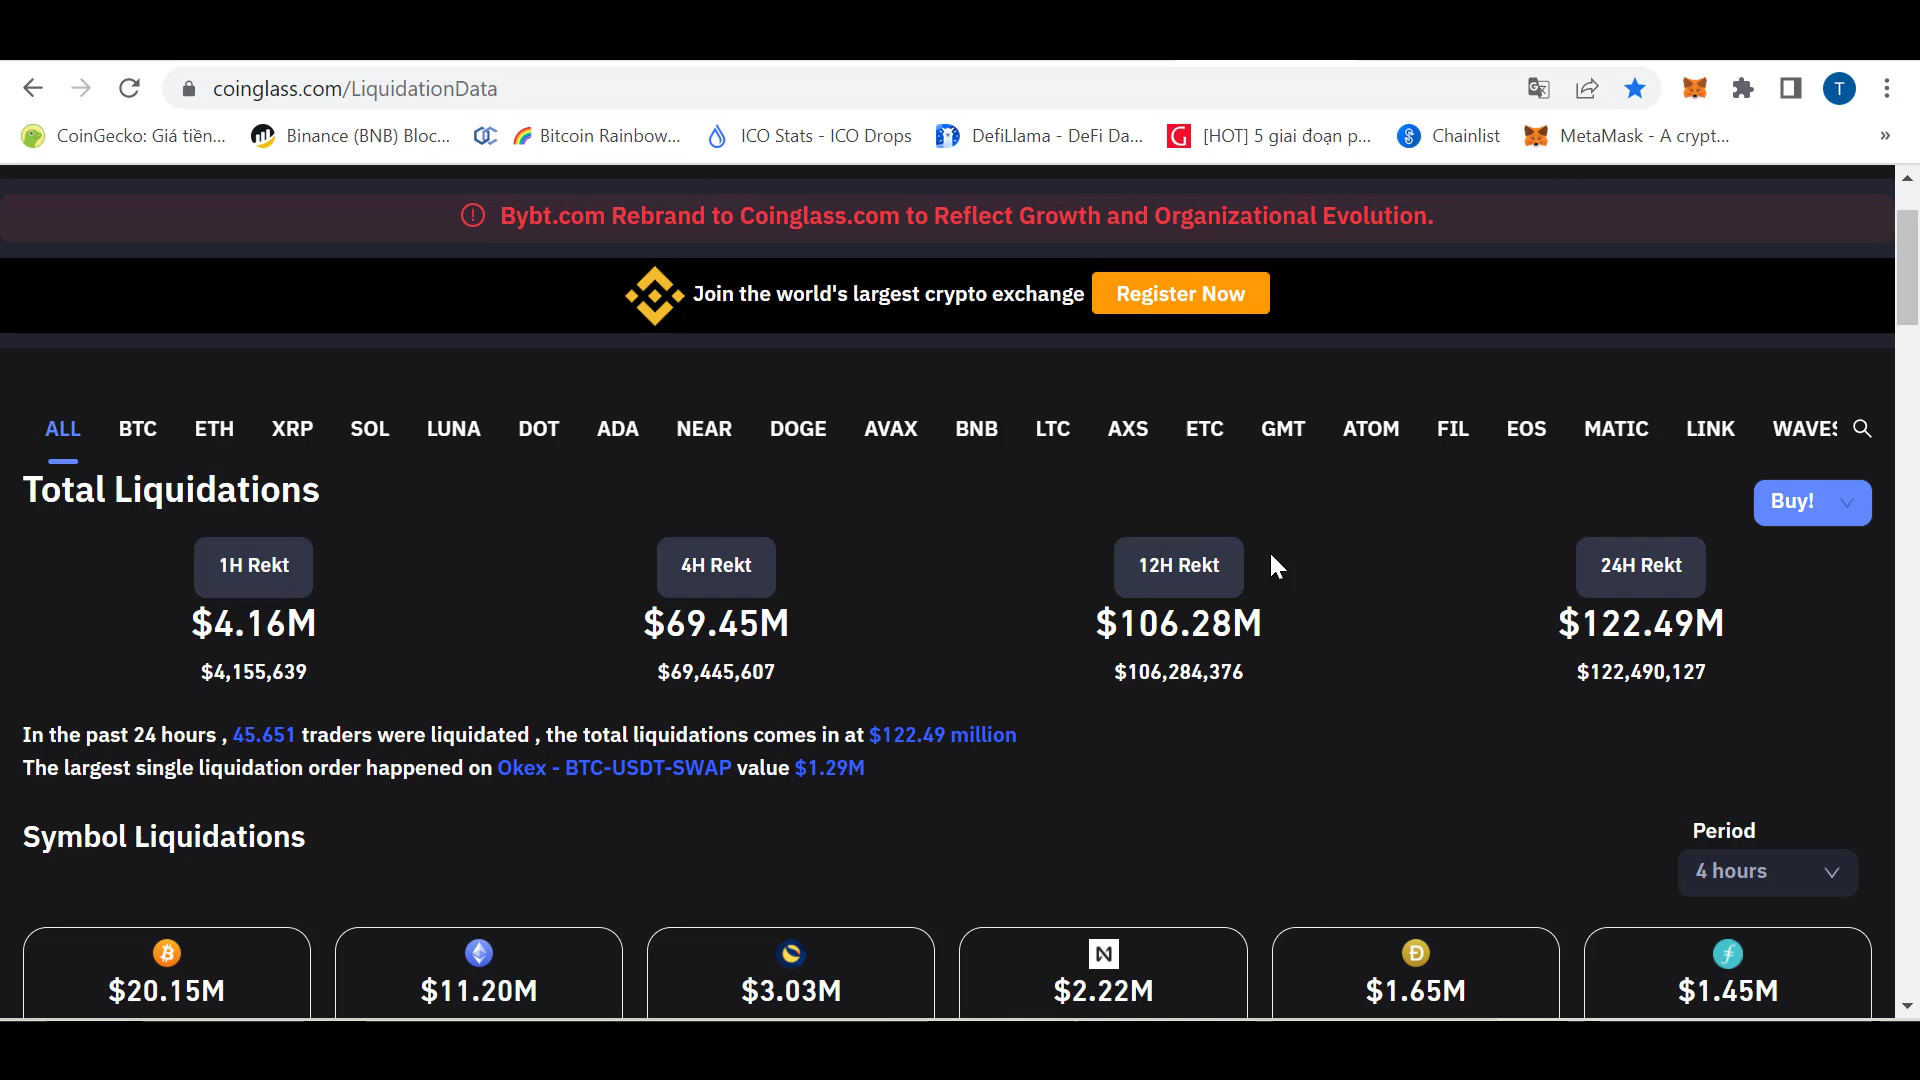 coinglass.com/LiquidationData
T
CoinGecko: Giá tiền... Binance (BNB) Bloc... Bitcoin Rainbow... ICO Stats - ICO Drops DefiLlama - DeFi Da... [HOT] 5 giai đoạn p... Chainlist MetaMask - A crypt... »
Bybt.com Rebrand to Coinglass.com to Reflect Growth and Organizational Evolution.
Join the world's largest crypto exchange Register Now
ALL BTC ETH XRP SOL LUNA DOT ADA NEAR DOGE AVAX BNB LTC AXS ETC GMT ATOM FIL EOS MATIC LINK WAVES
Total Liquidations
Buy!
1H Rekt 4H Rekt 12H Rekt 24H Rekt
$4.16M $69.45M $106.28M $122.49M
$4,155,639 $69,445,607 $106,284,376 $122,490,127
In the past 24 hours , 45.651 traders were liquidated , the total liquidations comes in at $122.49 million
The largest single liquidation order happened on Okex - BTC-USDT-SWAP value $1.29M
Symbol Liquidations
Period
4 hours
$20.15M $11.20M $3.03M $2.22M $1.65M $1.45M